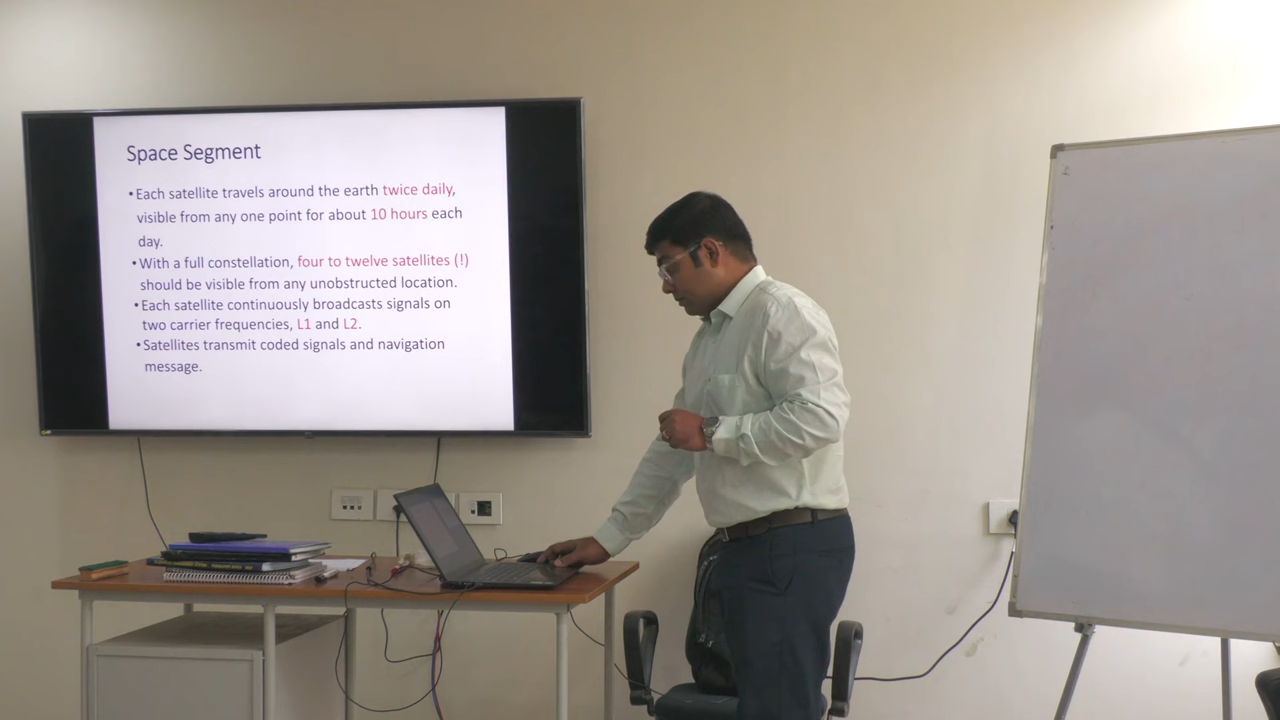 Space Segment
•Each satellite travels around the earth twice daily,
visible from any one point for about 10 hours each
day.
•With a full constellation, four to twelve satellites (!)
should be visible from any unobstructed location.
•Each satellite continuously broadcasts signals on
two carrier frequencies, L1 and L2.
•Satellites transmit coded signals and navigation
message.